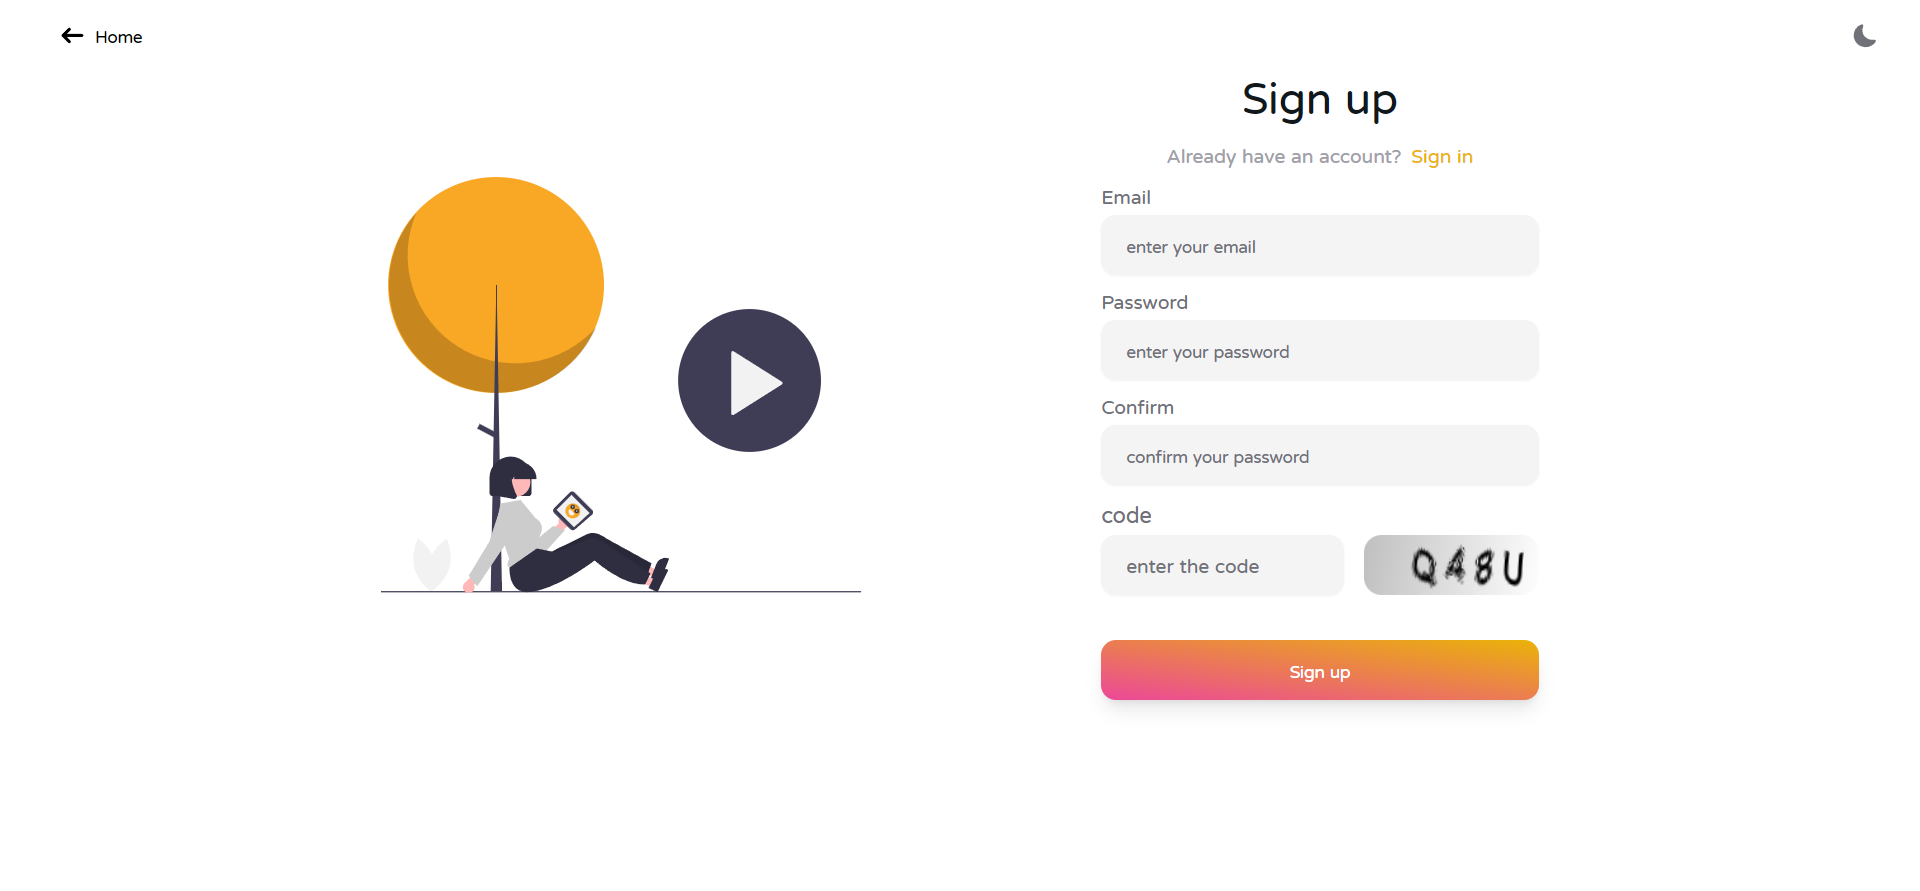 Home
Sign up
Already have an account? Sign in
Email
enter your email
Password
enter your password
Confirm
confirm your password
code
enter the code
Q48U
Sign up